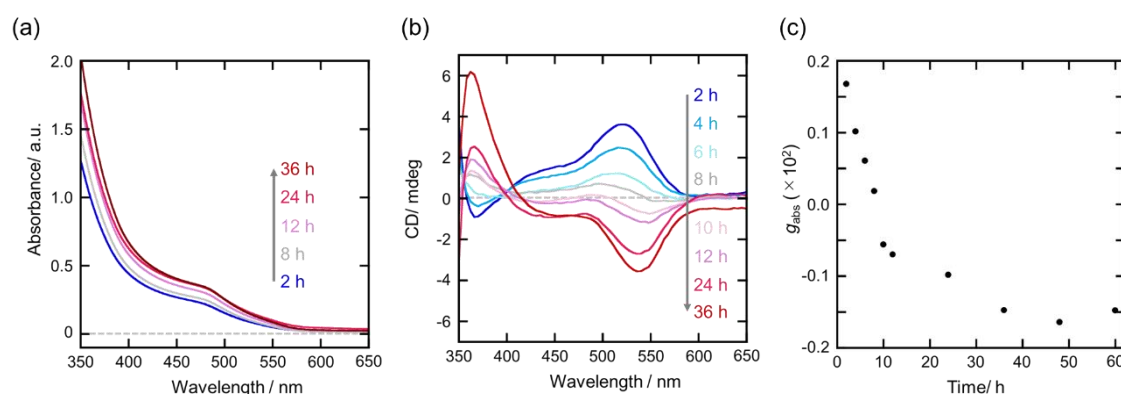 (a)
2.0
1.5
1.0
0.5
0
Absorbance/ a.u.
36 h
24 h
12 h
8 h
2 h
350 400 450 500 550 600 650
Wavelength / nm
(b)
6
4
2
0
-2
-4
-6
CD/ mdeg
2 h
4 h
6 h
8 h
10 h
12 h
24 h
36 h
350 400 450 500 550 600 650
Wavelength / nm
(c)
0.2
0.1
0.0
-0.1
-0.2
gabs (×10²)
0 10 20 30 40 50 60
Time/ h